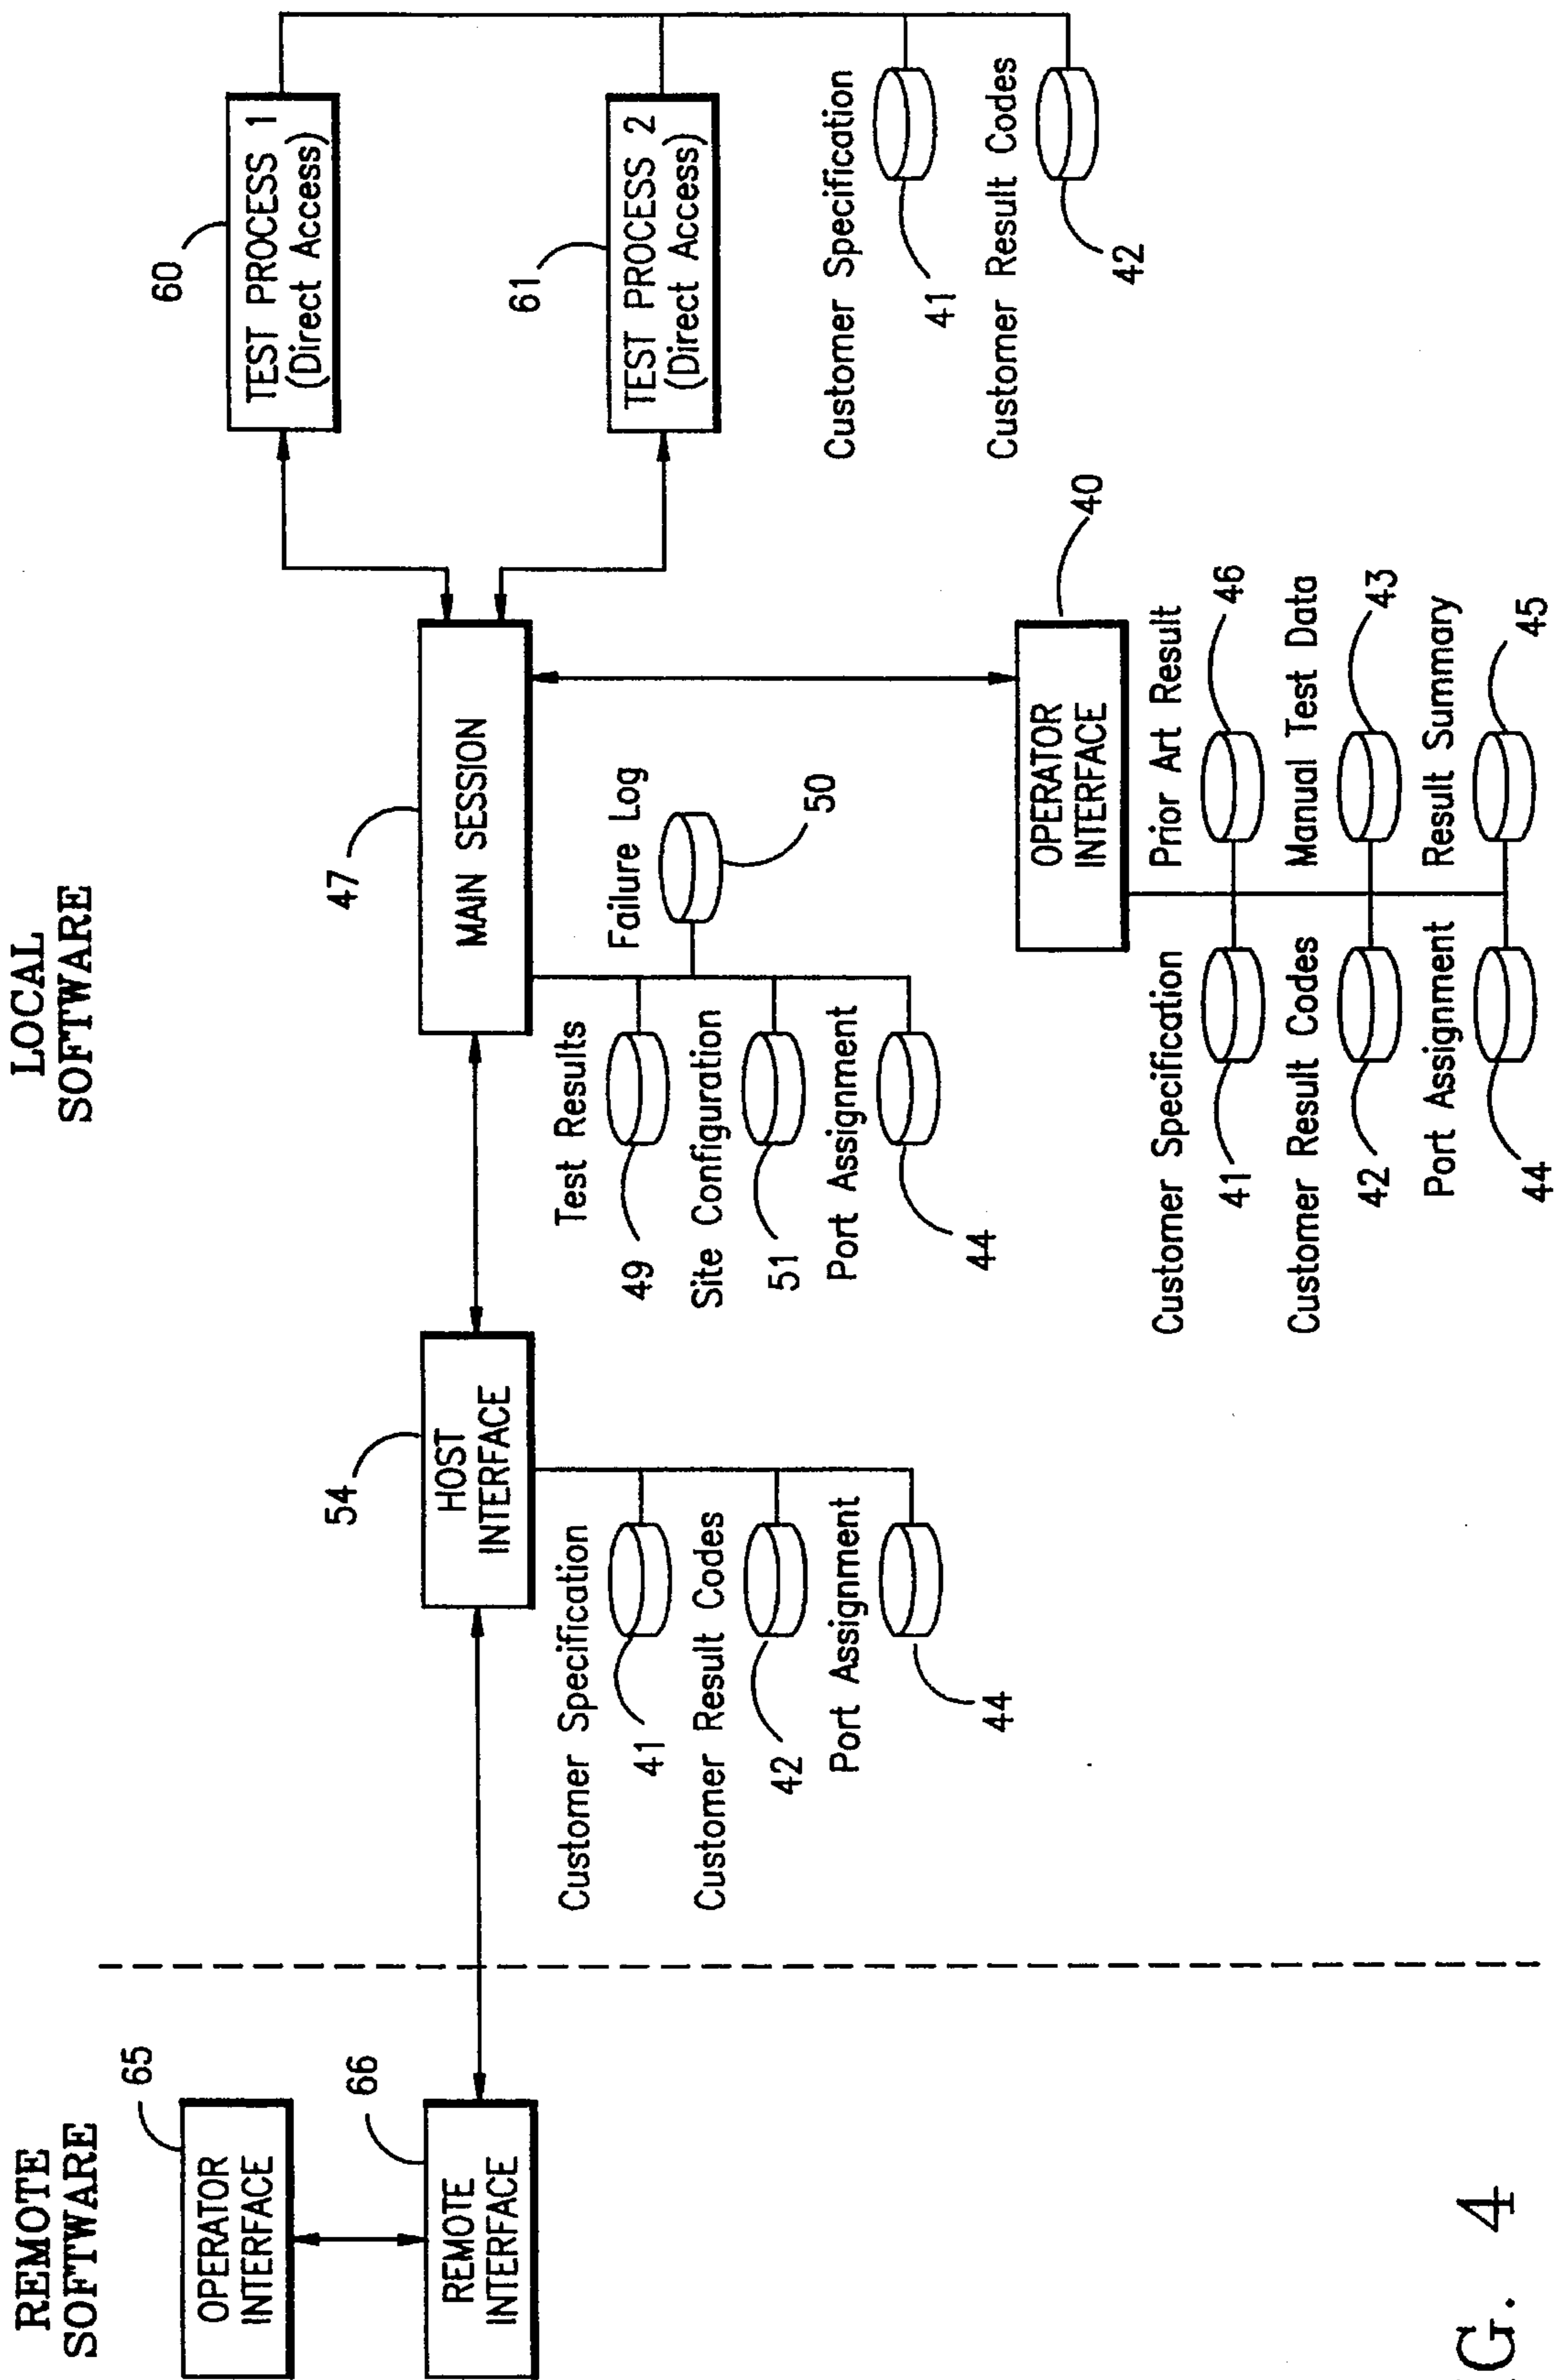 REMOTE
SOFTWARE
LOCAL
SOFTWARE
65
OPERATOR
INTERFACE
66
REMOTE
INTERFACE
54
HOST
INTERFACE
Customer Specification
41
Customer Result Codes
42
Port Assignment
44
47
MAIN SESSION
Test Results
49
Failure Log
50
Site Configuration
51
Port Assignment
44
60
TEST PROCESS 1
(Direct Access)
61
TEST PROCESS 2
(Direct Access)
Customer Specification
41
Customer Result Codes
42
40
OPERATOR
INTERFACE
Customer Specification
41
Prior Art Result
46
Customer Result Codes
42
Manual Test Data
43
Port Assignment
44
Result Summary
45
G. 4